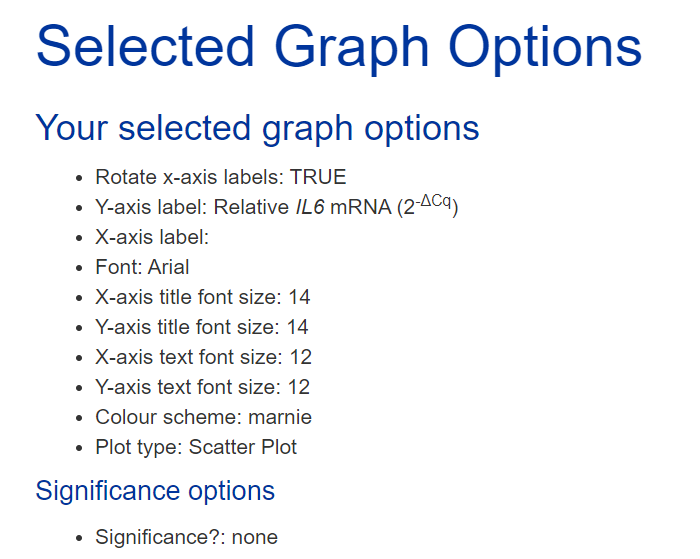 Selected Graph Options
Your selected graph options
• Rotate x-axis labels: TRUE
• Y-axis label: Relative IL6 mRNA (2-ΔCq)
• X-axis label:
• Font: Arial
• X-axis title font size: 14
• Y-axis title font size: 14
• X-axis text font size: 12
• Y-axis text font size: 12
• Colour scheme: marnie
• Plot type: Scatter Plot
Significance options
• Significance?: none